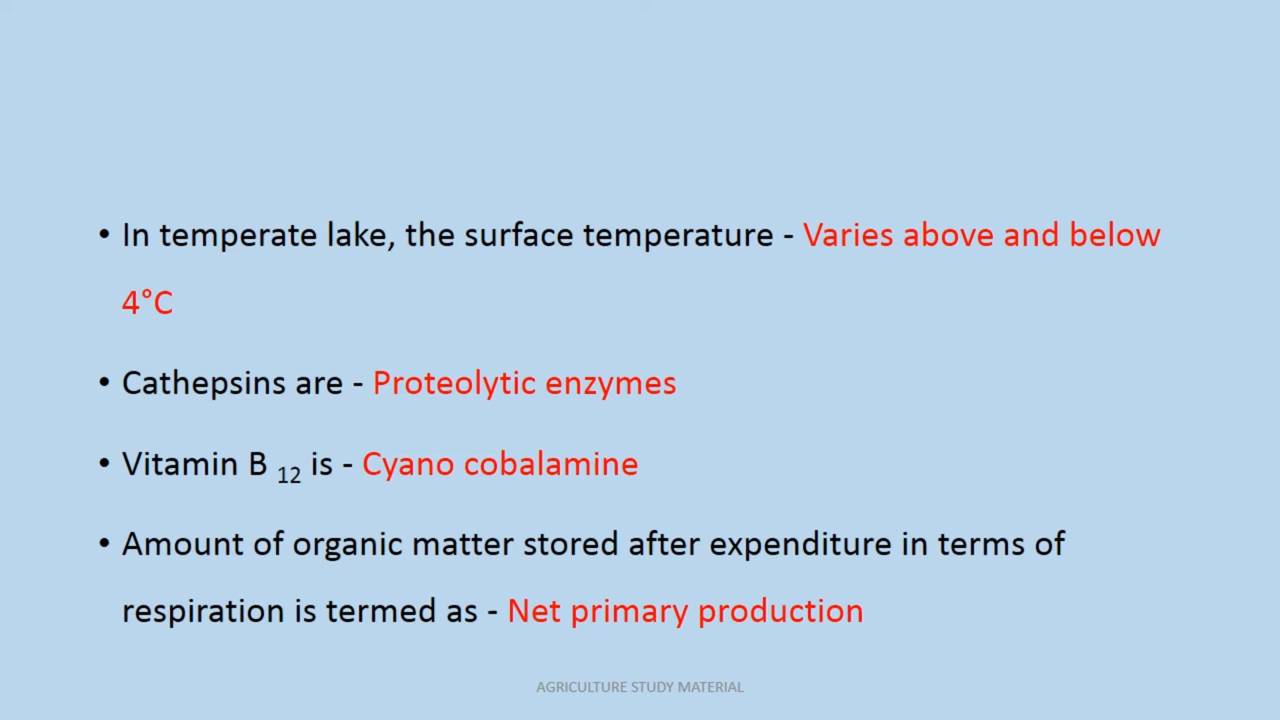 • In temperate lake, the surface temperature - Varies above and below
4°C
• Cathepsins are - Proteolytic enzymes
• Vitamin B 12 is - Cyano cobalamine
• Amount of organic matter stored after expenditure in terms of
respiration is termed as - Net primary production
AGRICULTURE STUDY MATERIAL